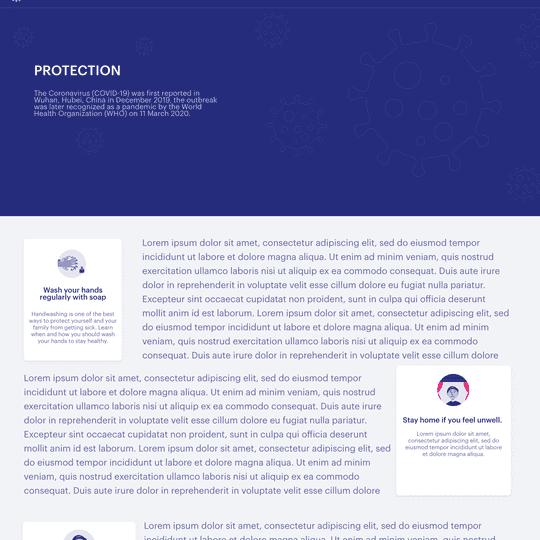 PROTECTION
The Coronavirus (COVID-19) was first reported in
Wuhan, Hubei, China in December 2019, the outbreak
was later recognized as a pandemic by the World
Health Organization (WHO) on 11 March 2020.
Wash your hands
regularly with soap
Handwashing is one of the best
ways to protect yourself and your
family from getting sick. Learn
when and how you should wash
your hands to stay healthy.
Lorem ipsum dolor sit amet, consectetur adipiscing elit, sed do eiusmod tempor
incididunt ut labore et dolore magna aliqua. Ut enim ad minim veniam, quis nostrud
exercitation ullamco laboris nisi ut aliquip ex ea commodo consequat. Duis aute irure
dolor in reprehenderit in voluptate velit esse cillum dolore eu fugiat nulla pariatur.
Excepteur sint occaecat cupidatat non proident, sunt in culpa qui officia deserunt
mollit anim id est laborum. Lorem ipsum dolor sit amet, consectetur adipiscing elit, sed
do eiusmod tempor incididunt ut labore et dolore magna aliqua. Ut enim ad minim
veniam, quis nostrud exercitation ullamco laboris nisi ut aliquip ex ea commodo
consequat. Duis aute irure dolor in reprehenderit in voluptate velit esse cillum dolore
Lorem ipsum dolor sit amet, consectetur adipiscing elit, sed do eiusmod tempor
incididunt ut labore et dolore magna aliqua. Ut enim ad minim veniam, quis nostrud
exercitation ullamco laboris nisi ut aliquip ex ea commodo consequat. Duis aute irure
dolor in reprehenderit in voluptate velit esse cillum dolore eu fugiat nulla pariatur.
Excepteur sint occaecat cupidatat non proident, sunt in culpa qui officia deserunt
mollit anim id est laborum. Lorem ipsum dolor sit amet, consectetur adipiscing elit, sed
do eiusmod tempor incididunt ut labore et dolore magna aliqua. Ut enim ad minim
veniam, quis nostrud exercitation ullamco laboris nisi ut aliquip ex ea commodo
consequat. Duis aute irure dolor in reprehenderit in voluptate velit esse cillum dolore
Stay home if you feel unwell.
Lorem ipsum dolor sit amet,
consectetur adipiscing elit, sed do
eiusmod tempor incididunt ut labore
et dolore magna aliqua.
Lorem ipsum dolor sit amet, consectetur adipiscing elit, sed do eiusmod tempor
incididunt ut labore et dolore magna aliqua. Ut enim ad minim veniam, quis nostrud